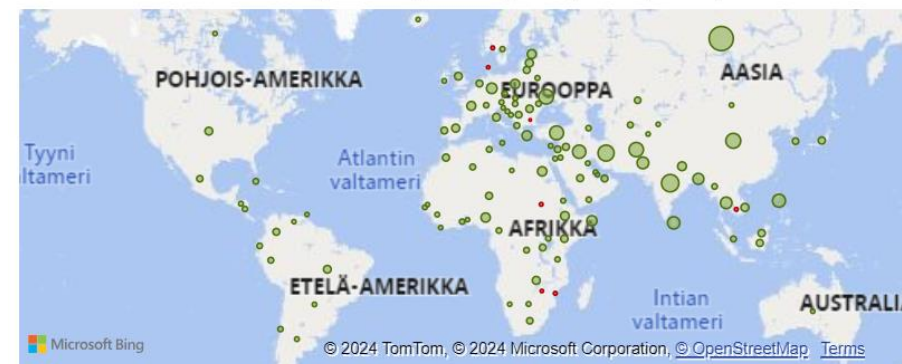 POHJOIS-AMERIKKA
EUROOPPA
AASIA
Tyyni
ltameri
Atlantin
valtameri
AFRIKKA
ETELÄ-AMERIKKA
Intian
valtameri
AUSTRALI
Microsoft Bing
© 2024 TomTom, © 2024 Microsoft Corporation, © OpenStreetMap Terms